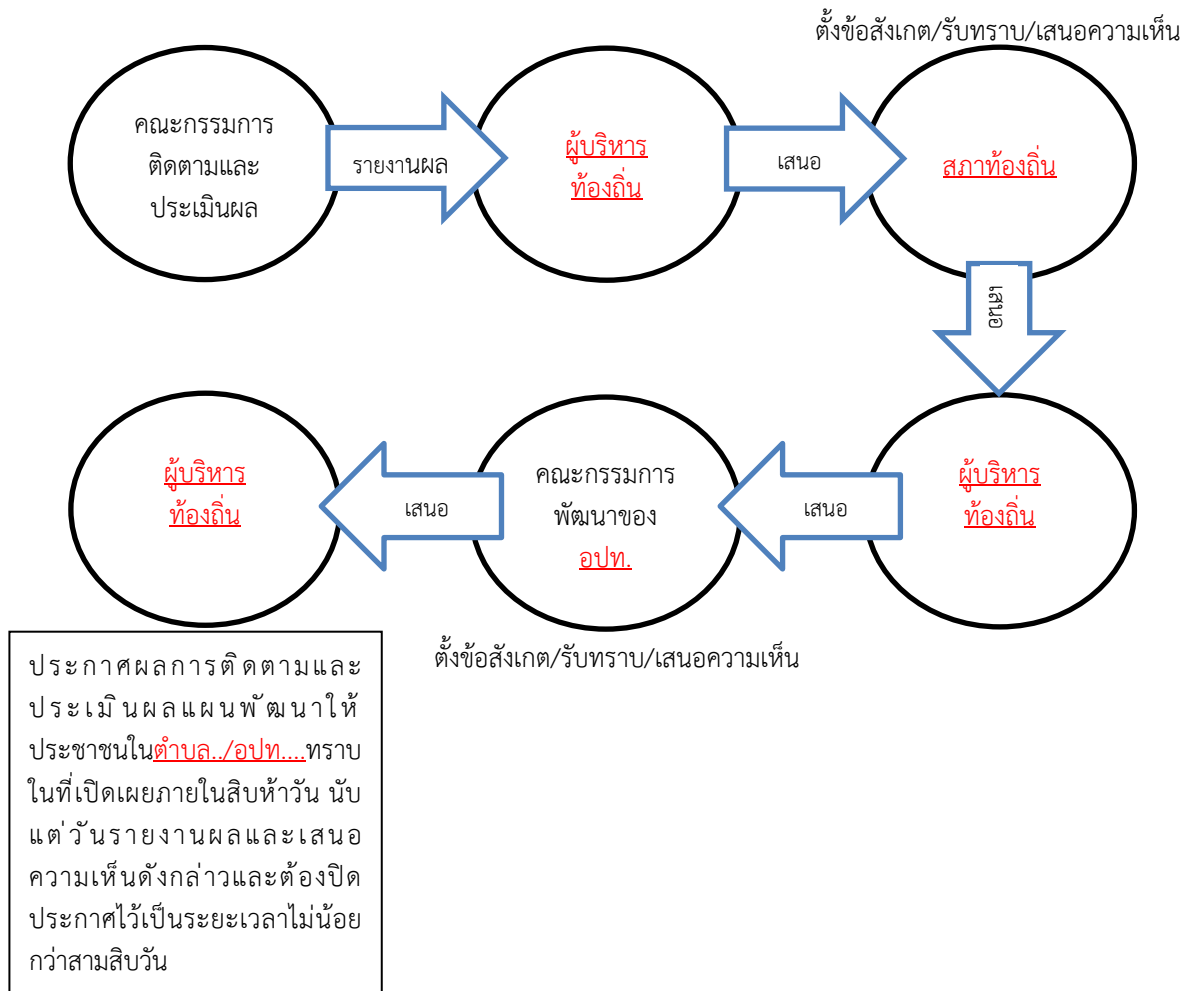 ตั้งข้อสังเกต/รับทราบ/เสนอความเห็น
คณะกรรมการ
ติดตามและ
ประเมินผล
รายงานผล
ผู้บริหาร
ท้องถิ่น
เสนอ
สภาท้องถิ่น
เสนอ
ผู้บริหาร
ท้องถิ่น
เสนอ
คณะกรรมการ
พัฒนาของ
อปท.
เสนอ
ผู้บริหาร
ท้องถิ่น
ตั้งข้อสังเกต/รับทราบ/เสนอความเห็น
ประกาศผลการติดตามและ
ประเมินผลแผนพัฒนาให้
ประชาชนในตำบล../อปท....ทราบ
ในที่เปิดเผยภายในสิบห้าวัน นับ
แต่วันรายงานผลและเสนอ
ความเห็นดังกล่าวและต้องปิด
ประกาศไว้เป็นระยะเวลาไม่น้อย
กว่าสามสิบวัน